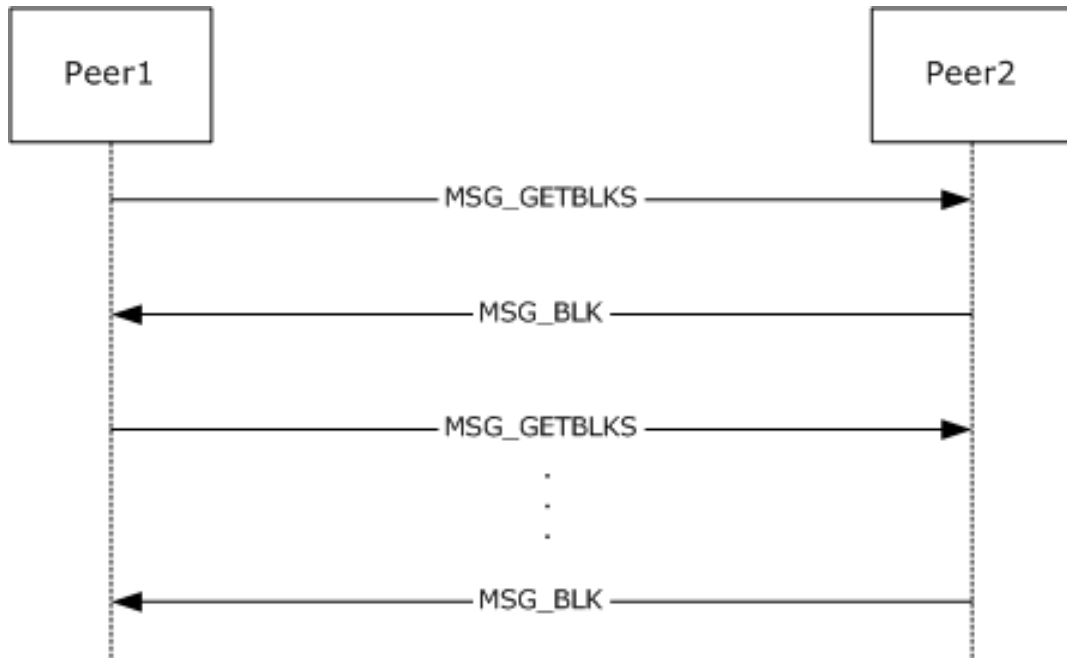 Peer1
Peer2
MSG_GETBLKS
MSG_BLK
MSG_GETBLKS
.
.
.
MSG_BLK